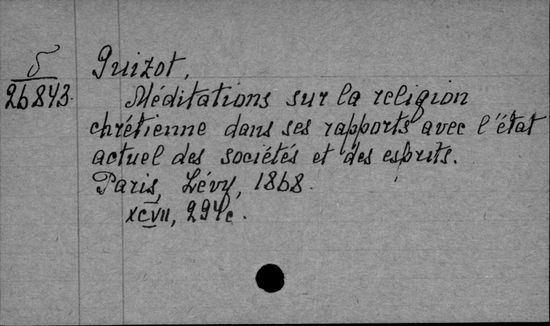 δ
26843.
Guizot,
Méditations sur la religion
chrétienne dans ses rapports avec l'état
actuel des sociétés et des esprits.
Paris, Lévy, 1868.
xcvii, 294c.